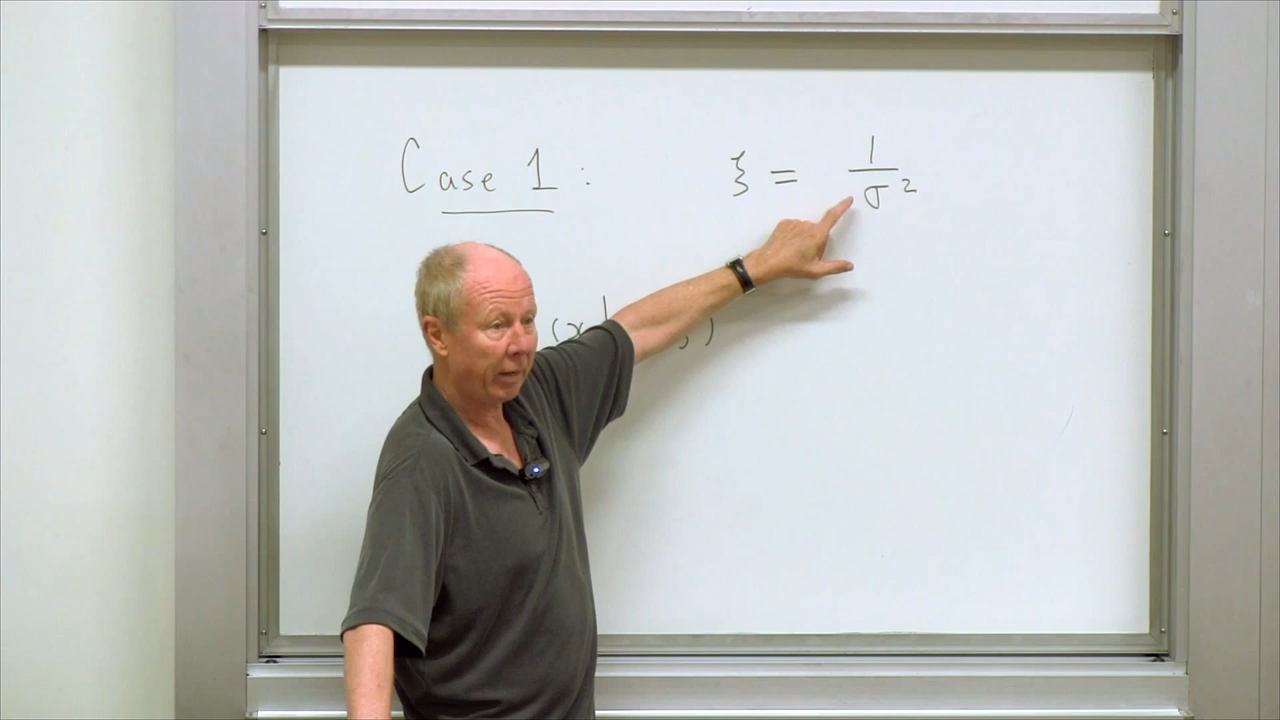 Case 1 : ξ = 1/σ²
(x| ; )